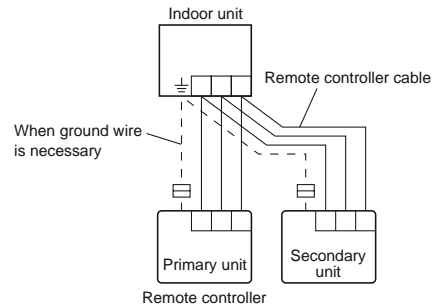 Indoor unit
Remote controller cable
When ground wire
is necessary
Primary unit
Secondary
unit
Remote controller